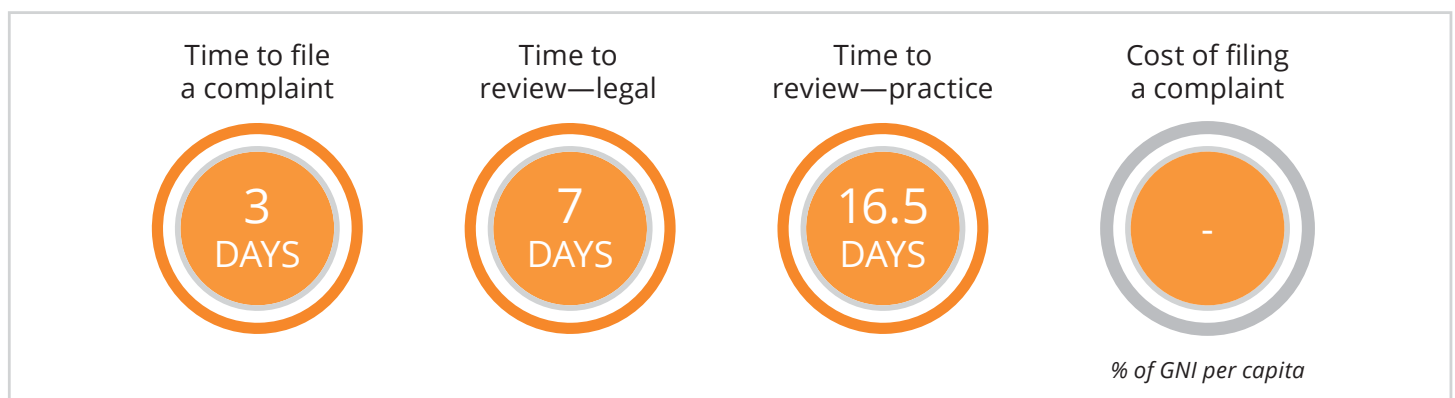 Time to file
a complaint
3
DAYS
Time to
review—legal
7
DAYS
Time to
review—practice
16.5
DAYS
Cost of filing
a complaint
-
% of GNI per capita